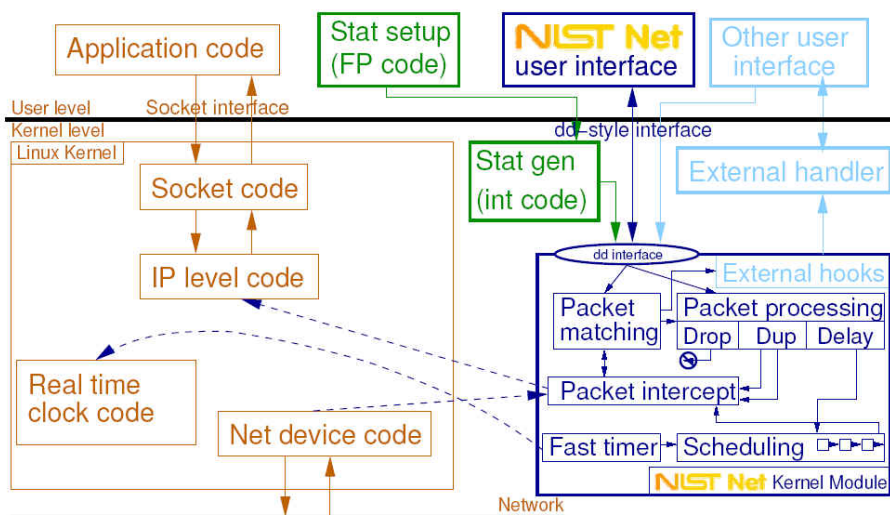 Application code
Stat setup
(FP code)
NIST Net
user interface
Other user
interface
User level
Socket interface
Kernel level
dd-style interface
Linux Kernel
Socket code
Stat gen
(int code)
External handler
IP level code
dd interface
External hooks
Packet
matching
Packet processing
Drop
Dup
Delay
Real time
clock code
Packet intercept
Net device code
Fast timer
Scheduling
NIST Net Kernel Module
Network